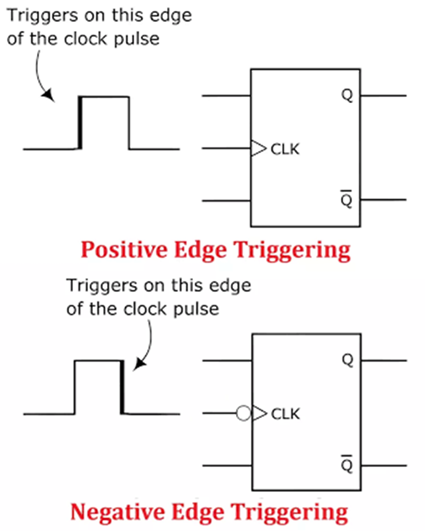 Triggers on this edge
of the clock pulse
Q
CLK
Q̅
Positive Edge Triggering
Triggers on this edge
of the clock pulse
Q
CLK
Q̅
Negative Edge Triggering